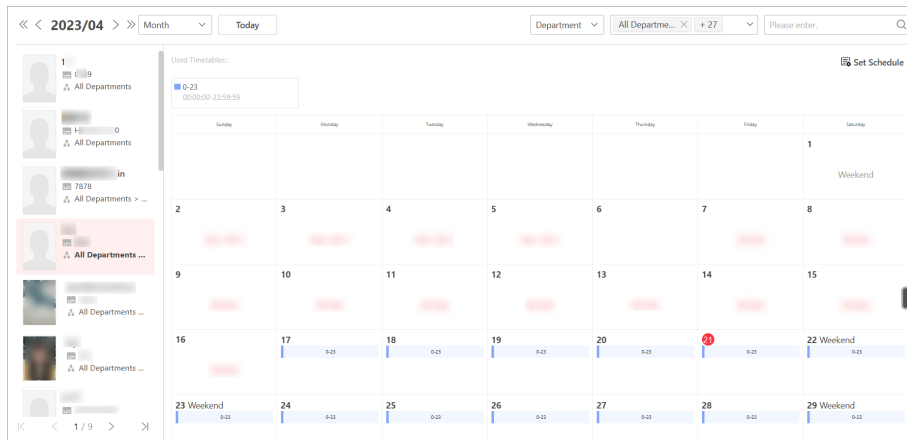 2023/04 Month Today Department All Departme... + 27 Please enter.
1
9
All Departments
H 0
All Departments
in
7878
All Departments > ...
All Departments ...
All Departments ...
All Departments ...
1 / 9
Used Timetables:
Set Schedule
0-23
00:00:00-23:59:59
Sunday Monday Tuesday Wednesday Thursday Friday Saturday
1
Weekend
2 3 4 5 6 7 8
9 10 11 12 13 14 15
16 17 18 19 20 21 22 Weekend
0-23 0-23 0-23 0-23 0-23 0-23
23 Weekend 24 25 26 27 28 29 Weekend
0-23 0-23 0-23 0-23 0-23 0-23 0-23